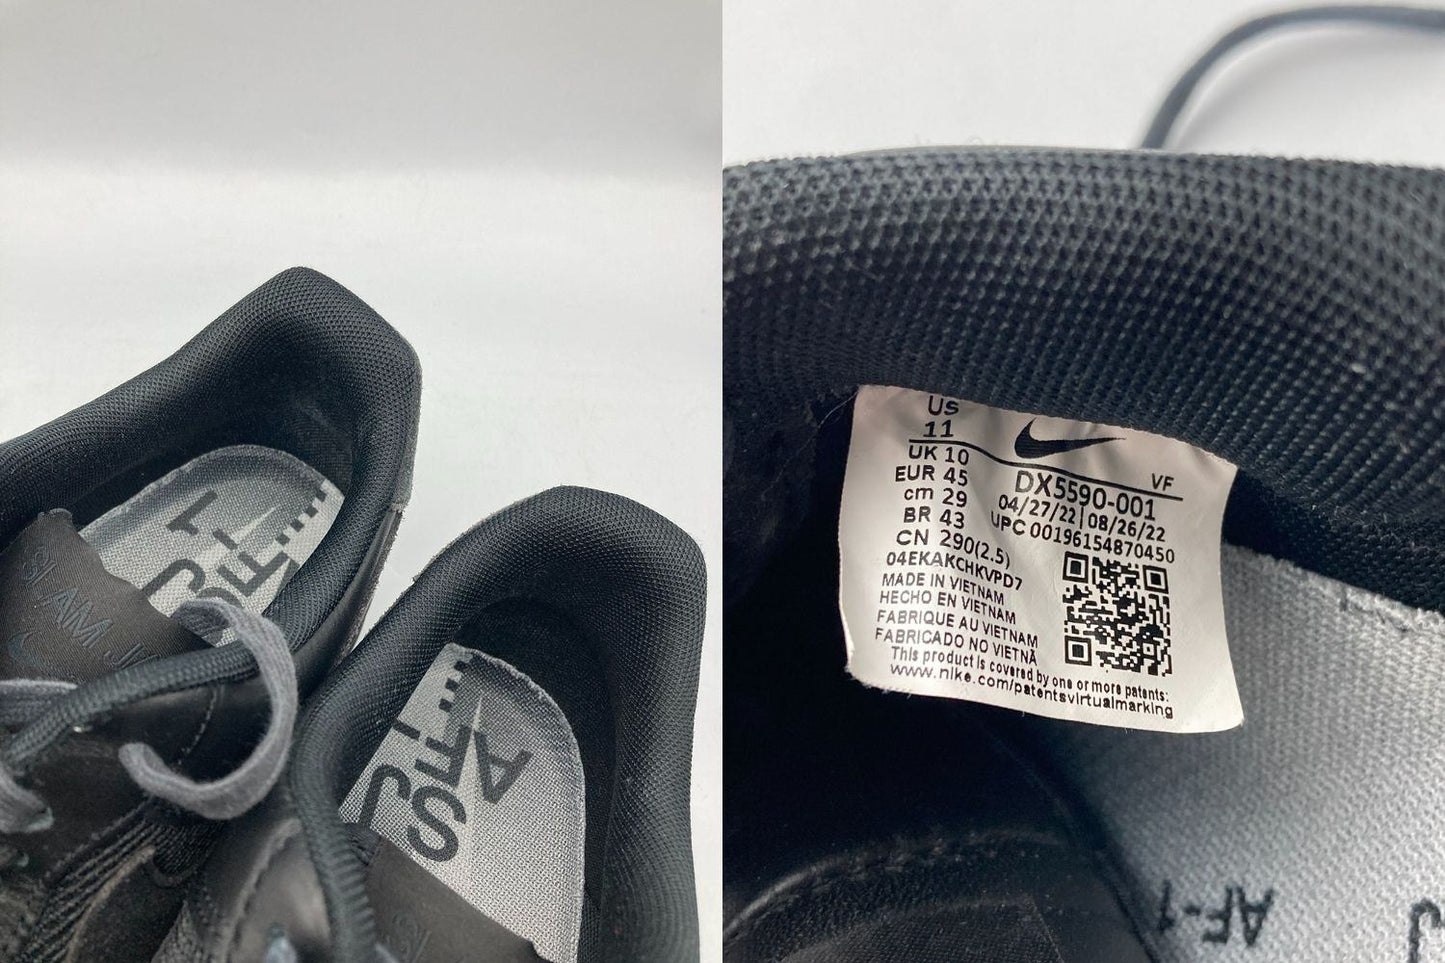 US
11
UK 10
EUR 45
cm 29
BR 43
CN 290(2.5)
VF
DX5590-001
04/27/22|08/26/22
UPC 00196154870450
04EKAKCHKVPD7
MADE IN VIETNAM
HECHO EN VIETNAM
FABRIQUE AU VIETNAM
FABRICADO NO VIETNÃ
This product is covered by one or more patents:
www.nike.com/patentsvirtualmarking
AF-1